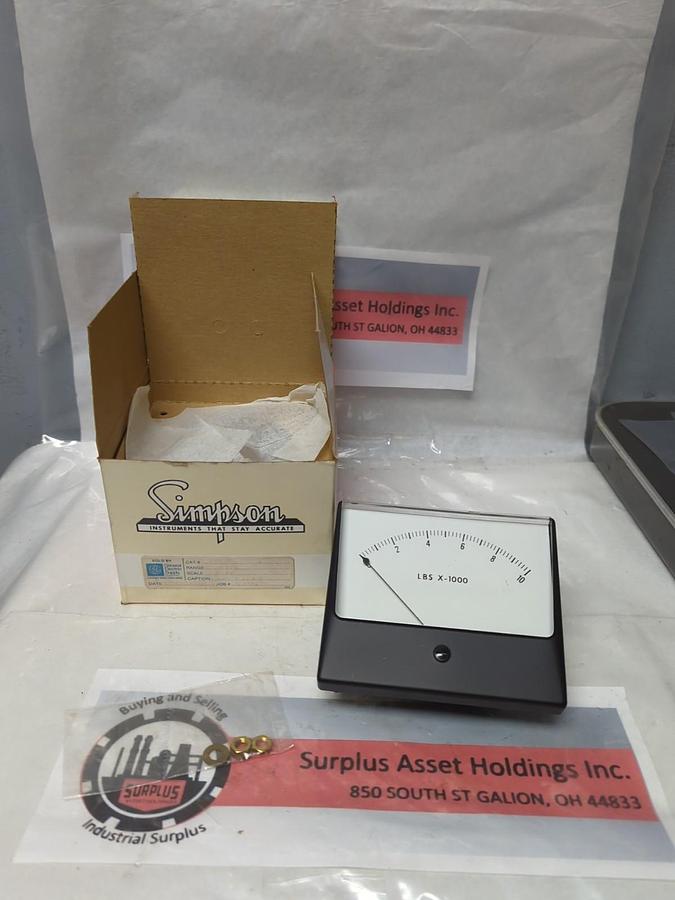 sset Holdings Inc.
UTH ST GALION, OH 44833
Simpson
INSTRUMENTS THAT STAY ACCURATE
SOLD BY
CAT.#
RANGE
SCALE
CAPTION
DATE
JOB #
2 4 6 8 10
LBS X-1000
Buying and Selling
SURPLUS
Industrial Surplus
Surplus Asset Holdings Inc.
850 SOUTH ST GALION, OH 44833